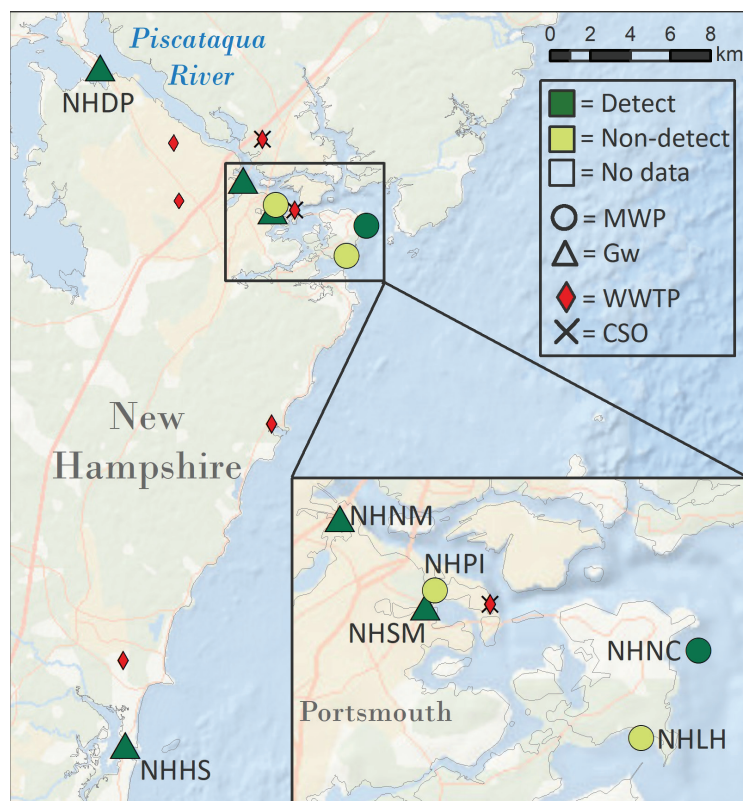 Piscataqua
River
0 2 4 6 8
km
NHDP
= Detect
= Non-detect
= No data
= MWP
= Gw
= WWTP
= CSO
New
Hampshire
NHNM
NHPI
NHSM
NHNC
Portsmouth
NHLH
NHHS